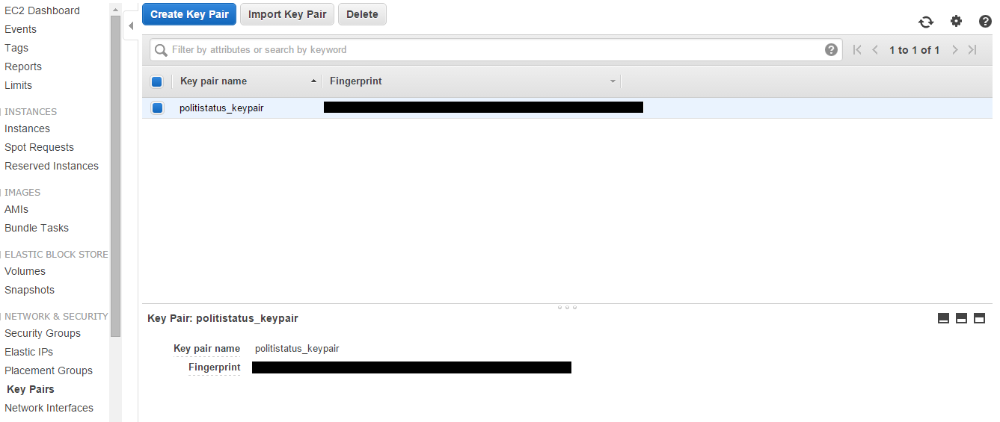 EC2 Dashboard
Events
Tags
Reports
Limits
INSTANCES
Instances
Spot Requests
Reserved Instances
IMAGES
AMIs
Bundle Tasks
ELASTIC BLOCK STORE
Volumes
Snapshots
NETWORK & SECURITY
Security Groups
Elastic IPs
Placement Groups
Key Pairs
Network Interfaces
Create Key Pair Import Key Pair Delete
Filter by attributes or search by keyword
1 to 1 of 1
Key pair name Fingerprint
politistatus_keypair
Key Pair: politistatus_keypair
Key pair name politistatus_keypair
Fingerprint